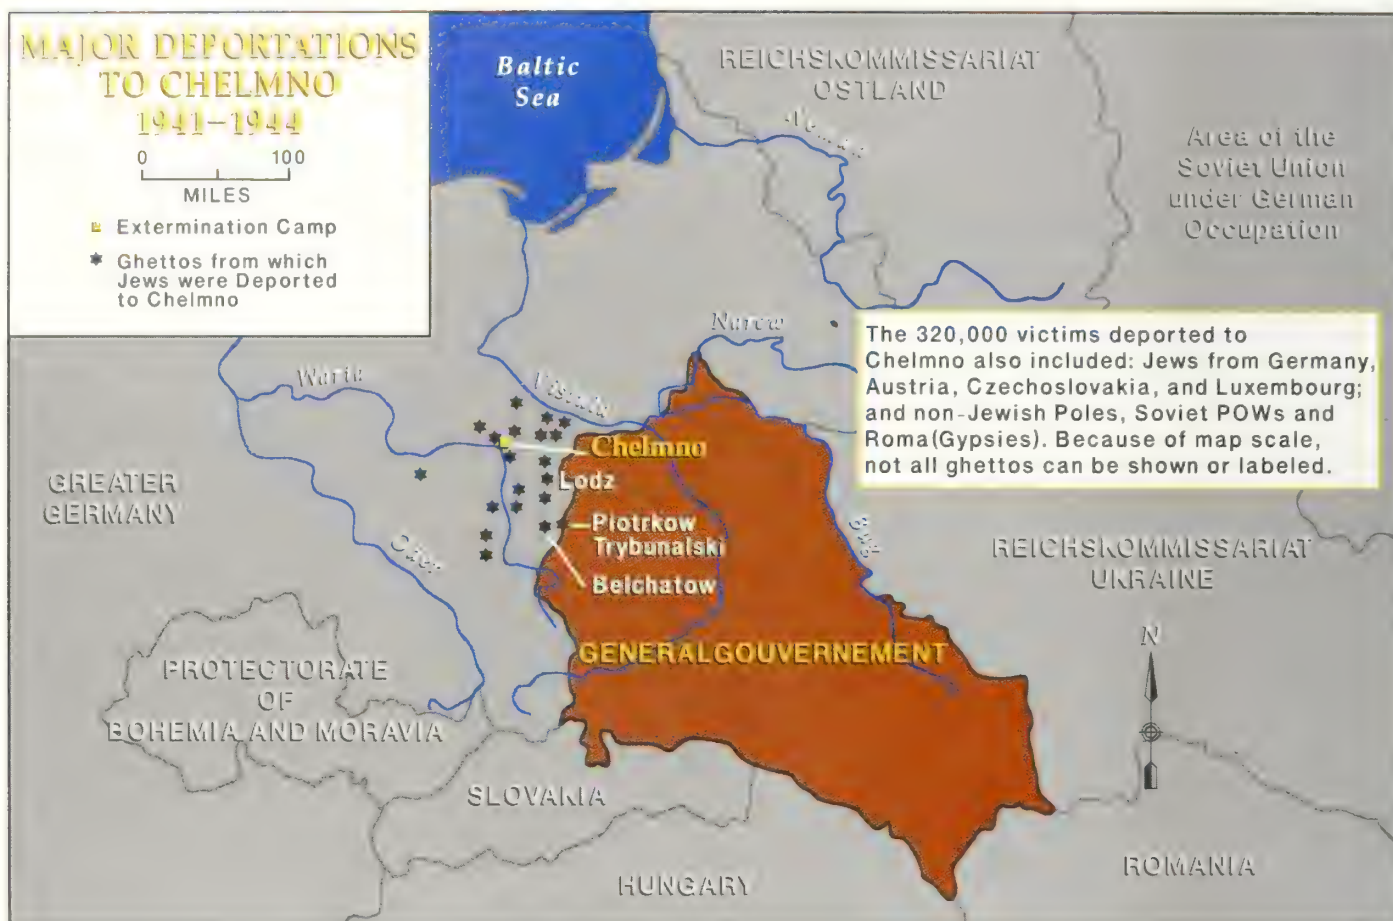 MAJOR DEPORTATIONS
TO CHELMNO
1941–1944
0 100
MILES
Extermination Camp
Ghettos from which
Jews were Deported
to Chelmno
Baltic
Sea
REICHSKOMMISSARIAT
OSTLAND
Area of the
Soviet Union
under German
Occupation
Narew
The 320,000 victims deported to
Chelmno also included: Jews from Germany,
Austria, Czechoslovakia, and Luxembourg;
and non-Jewish Poles, Soviet POWs and
Roma(Gypsies). Because of map scale,
not all ghettos can be shown or labeled.
Warta
Vistula
Chelmno
Lodz
GREATER
GERMANY
Oder
Piotrkow
Trybunalski
Belchatow
Bug
REICHSKOMMISSARIAT
UKRAINE
N
GENERALGOUVERNEMENT
PROTECTORATE
OF
BOHEMIA AND MORAVIA
SLOVAKIA
HUNGARY
ROMANIA